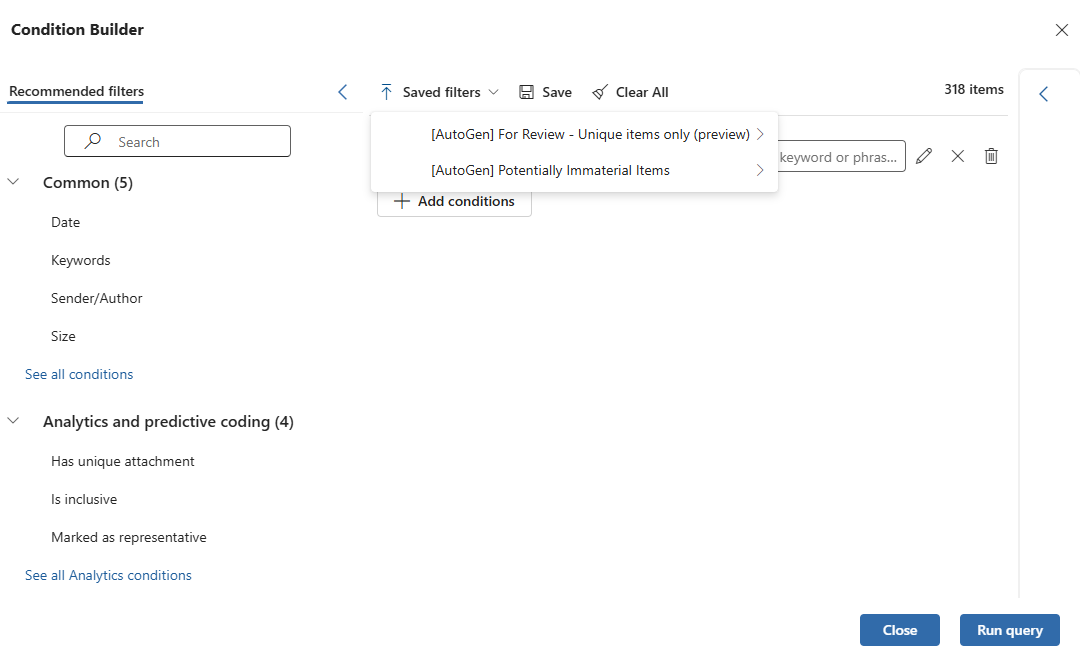 Condition Builder
Recommended filters
Saved filters
Save
Clear All
318 items
Search
[AutoGen] For Review - Unique items only (preview)
[AutoGen] Potentially Immaterial Items
keyword or phras...
Add conditions
Common (5)
Date
Keywords
Sender/Author
Size
See all conditions
Analytics and predictive coding (4)
Has unique attachment
Is inclusive
Marked as representative
See all Analytics conditions
Close
Run query